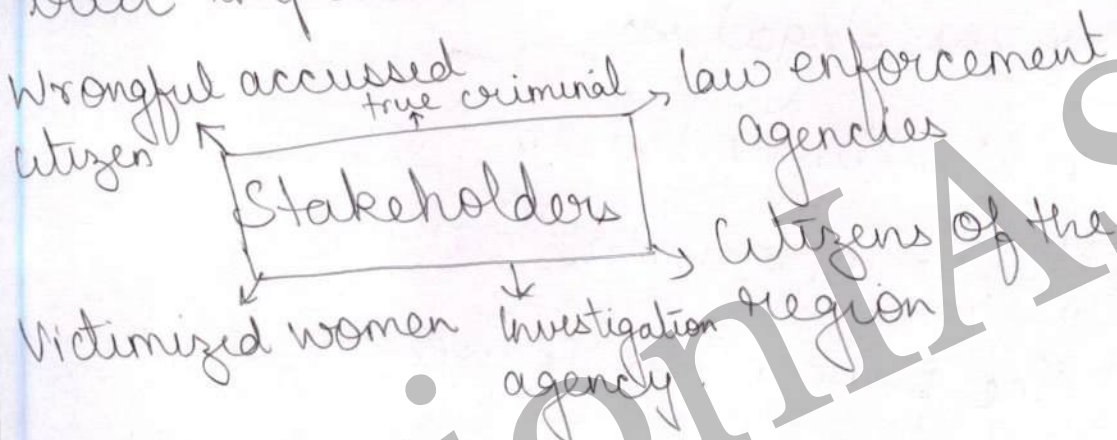 Wrongful accussed
citizen
true criminal
law enforcement
agencies
Stakeholders
Citizens of the
region
Victimized women
Investigation
agency.